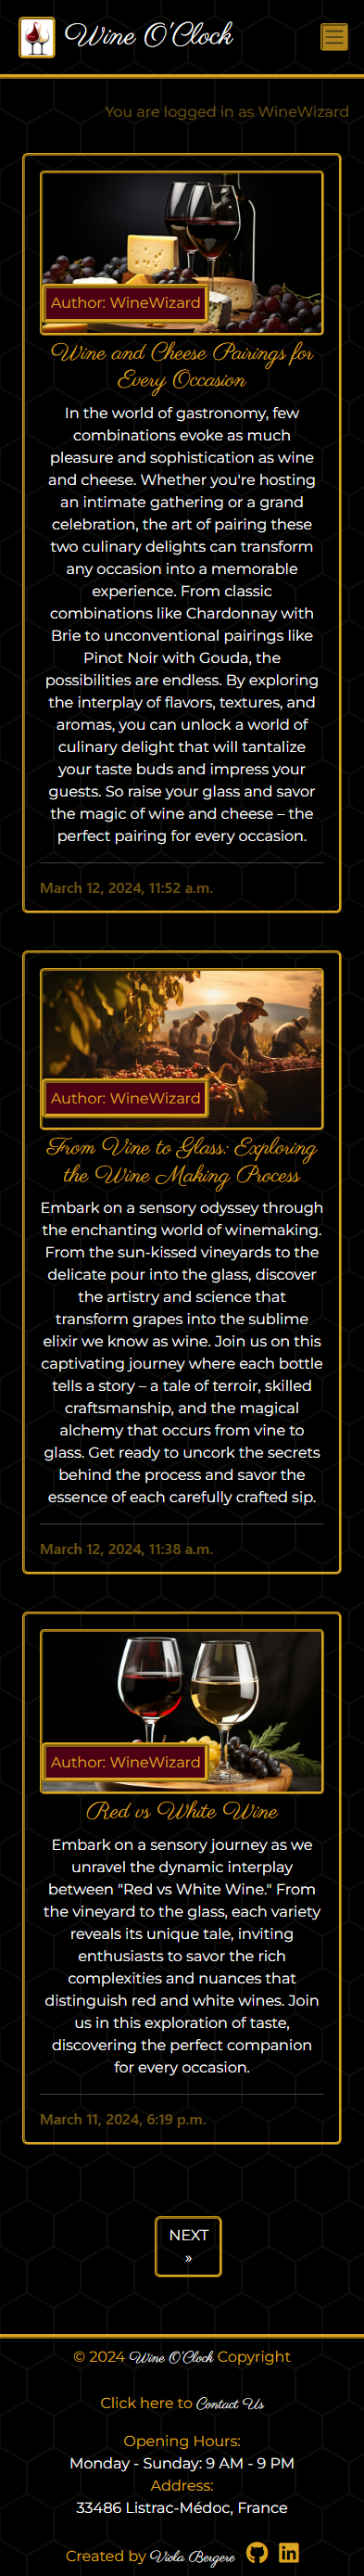 Wine O'Clock
You are logged in as WineWizard
Author: WineWizard
Wine and Cheese Pairings for
Every Occasion
In the world of gastronomy, few
combinations evoke as much
pleasure and sophistication as wine
and cheese. Whether you're hosting
an intimate gathering or a grand
celebration, the art of pairing these
two culinary delights can transform
any occasion into a memorable
experience. From classic
combinations like Chardonnay with
Brie to unconventional pairings like
Pinot Noir with Gouda, the
possibilities are endless. By exploring
the interplay of flavors, textures, and
aromas, you can unlock a world of
culinary delight that will tantalize
your taste buds and impress your
guests. So raise your glass and savor
the magic of wine and cheese – the
perfect pairing for every occasion.
March 12, 2024, 11:52 a.m.
Author: WineWizard
From Vine to Glass: Exploring
the Wine Making Process
Embark on a sensory odyssey through
the enchanting world of winemaking.
From the sun-kissed vineyards to the
delicate pour into the glass, discover
the artistry and science that
transform grapes into the sublime
elixir we know as wine. Join us on this
captivating journey where each bottle
tells a story – a tale of terroir, skilled
craftsmanship, and the magical
alchemy that occurs from vine to
glass. Get ready to uncork the secrets
behind the process and savor the
essence of each carefully crafted sip.
March 12, 2024, 11:38 a.m.
Author: WineWizard
Red vs White Wine
Embark on a sensory journey as we
unravel the dynamic interplay
between "Red vs White Wine." From
the vineyard to the glass, each variety
reveals its unique tale, inviting
enthusiasts to savor the rich
complexities and nuances that
distinguish red and white wines. Join
us in this exploration of taste,
discovering the perfect companion
for every occasion.
March 11, 2024, 6:19 p.m.
NEXT
»
© 2024 Wine O'Clock Copyright
Click here to Contact Us
Opening Hours:
Monday - Sunday: 9 AM - 9 PM
Address:
33486 Listrac-Médoc, France
Created by Viola Bergere